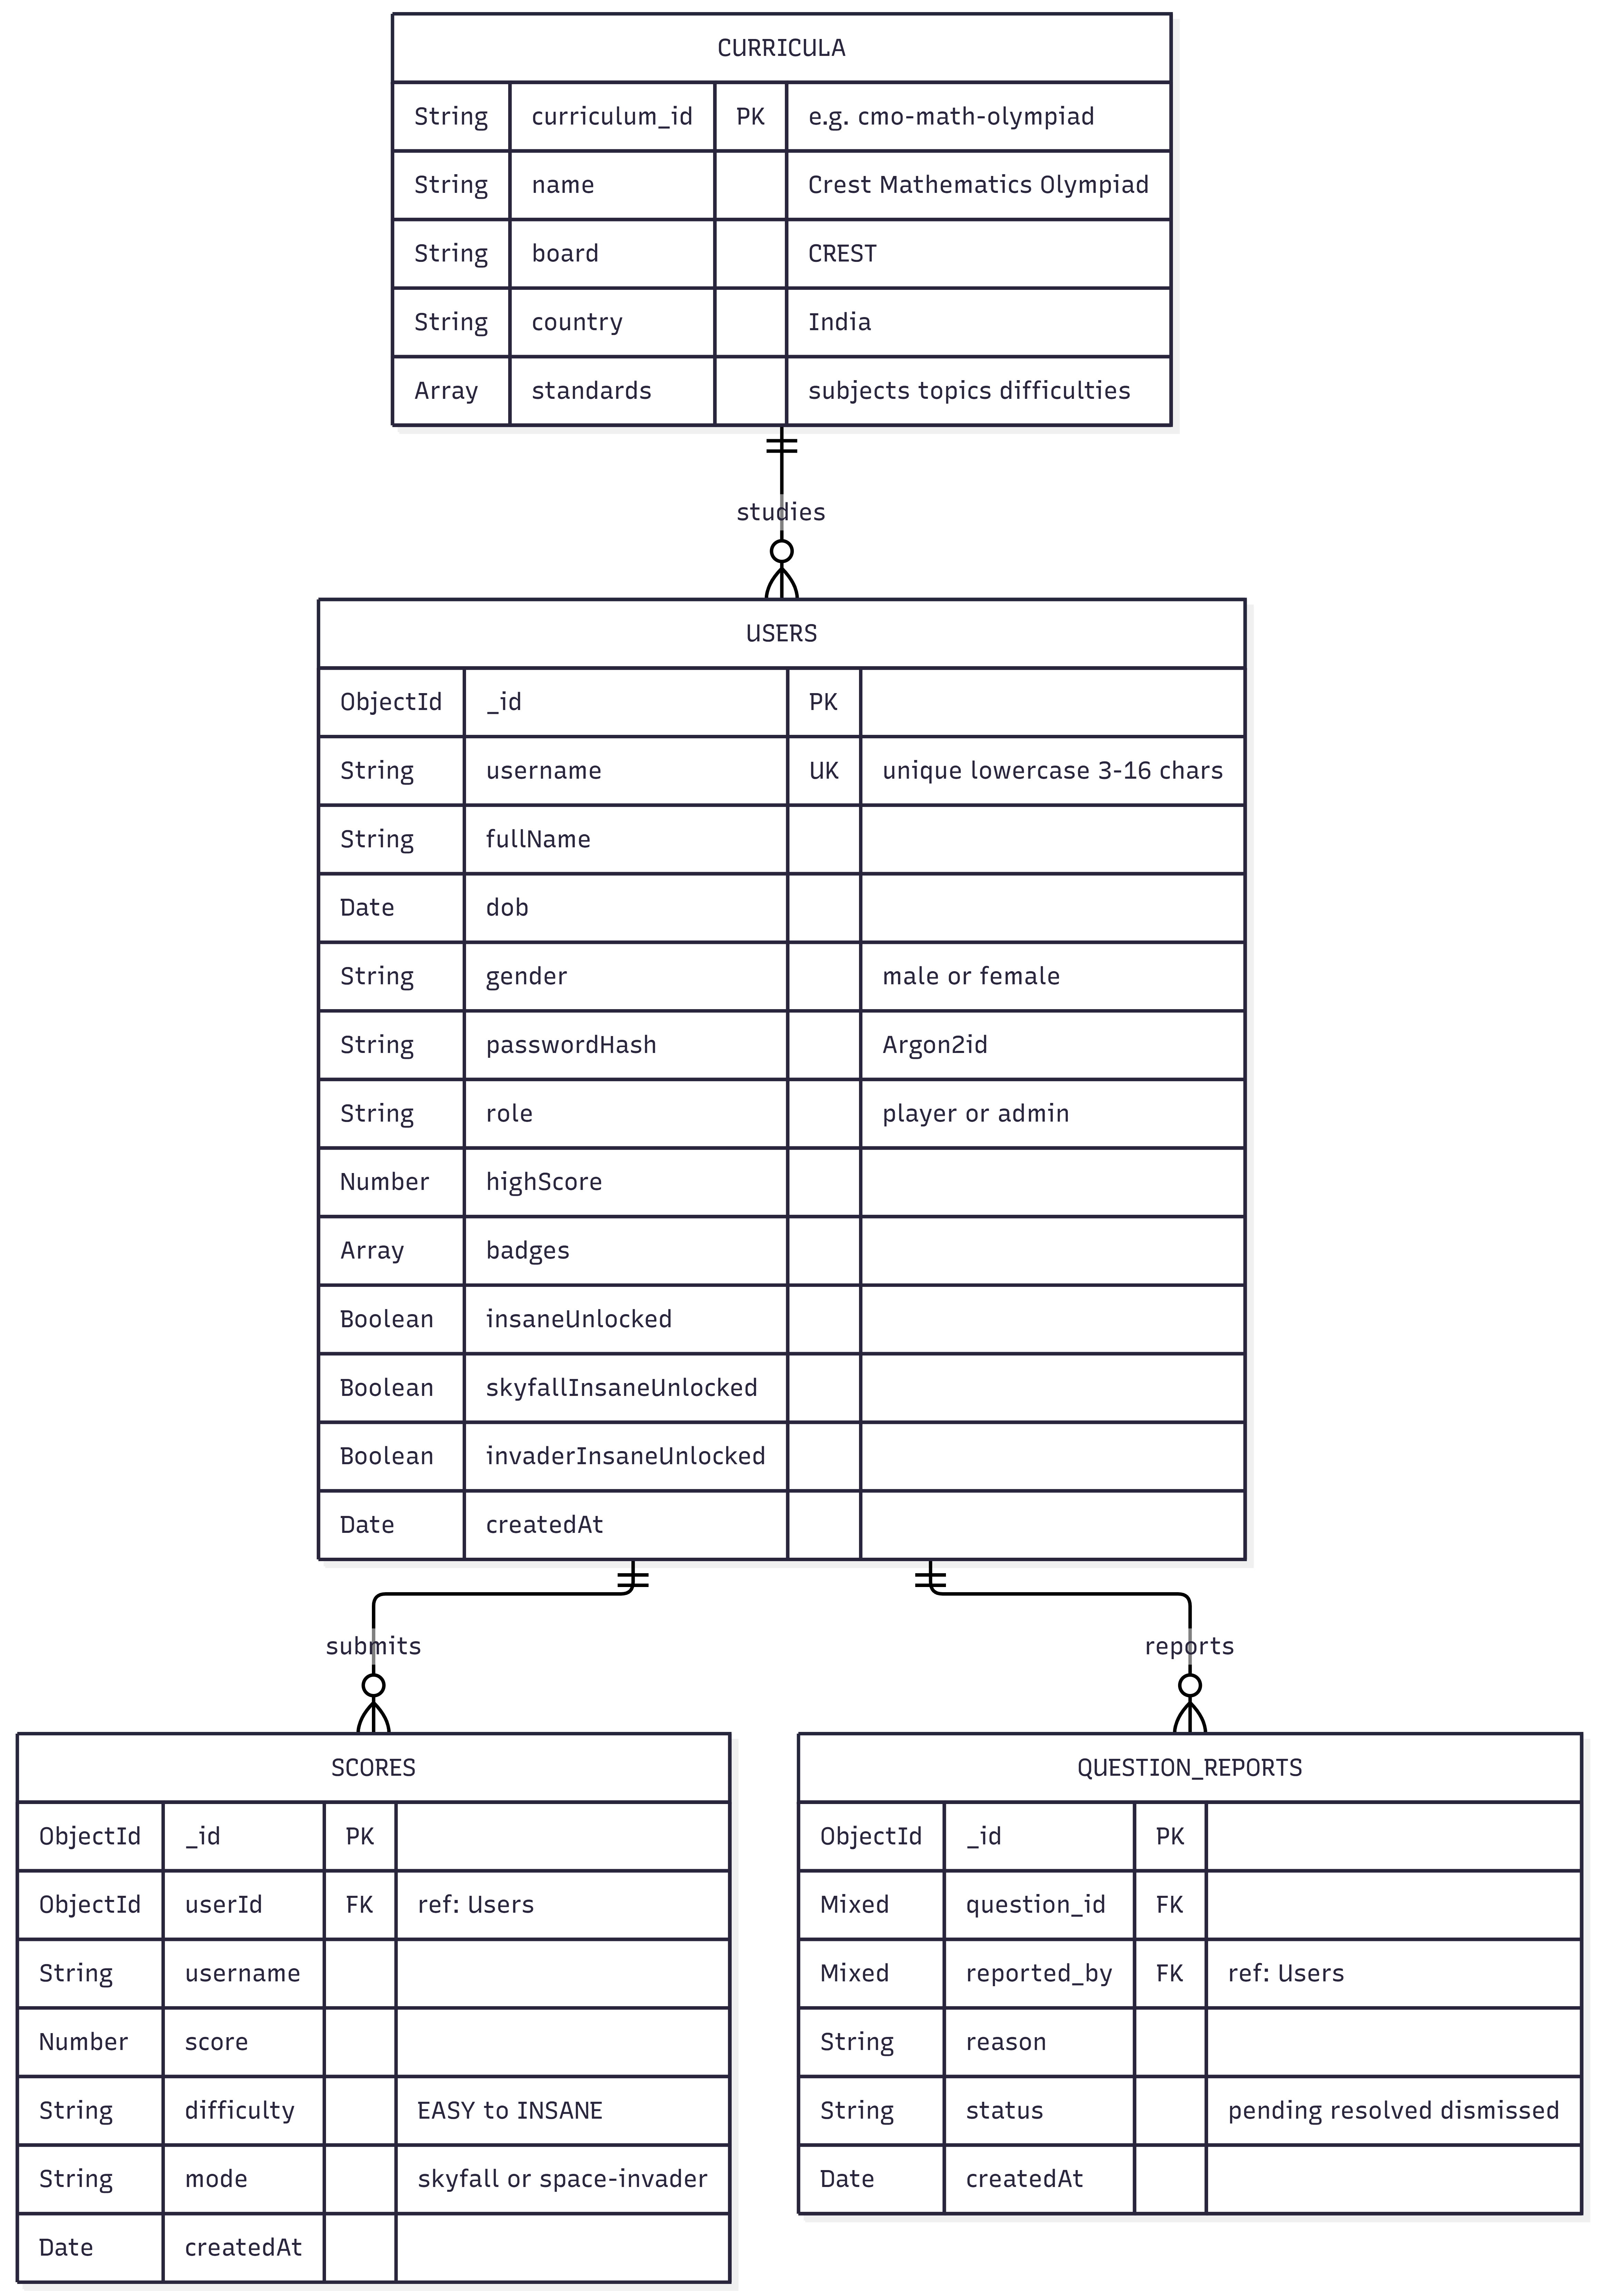 CURRICULA
String curriculum_id PK e.g. cmo-math-olympiad
String name Crest Mathematics Olympiad
String board CREST
String country India
Array standards subjects topics difficulties
studies
USERS
ObjectId _id PK
String username UK unique lowercase 3-16 chars
String fullName
Date dob
String gender male or female
String passwordHash Argon2id
String role player or admin
Number highScore
Array badges
Boolean insaneUnlocked
Boolean skyfallInsaneUnlocked
Boolean invaderInsaneUnlocked
Date createdAt
submits
reports
SCORES
ObjectId _id PK
ObjectId userId FK ref: Users
String username
Number score
String difficulty EASY to INSANE
String mode skyfall or space-invader
Date createdAt
QUESTION_REPORTS
ObjectId _id PK
Mixed question_id FK
Mixed reported_by FK ref: Users
String reason
String status pending resolved dismissed
Date createdAt